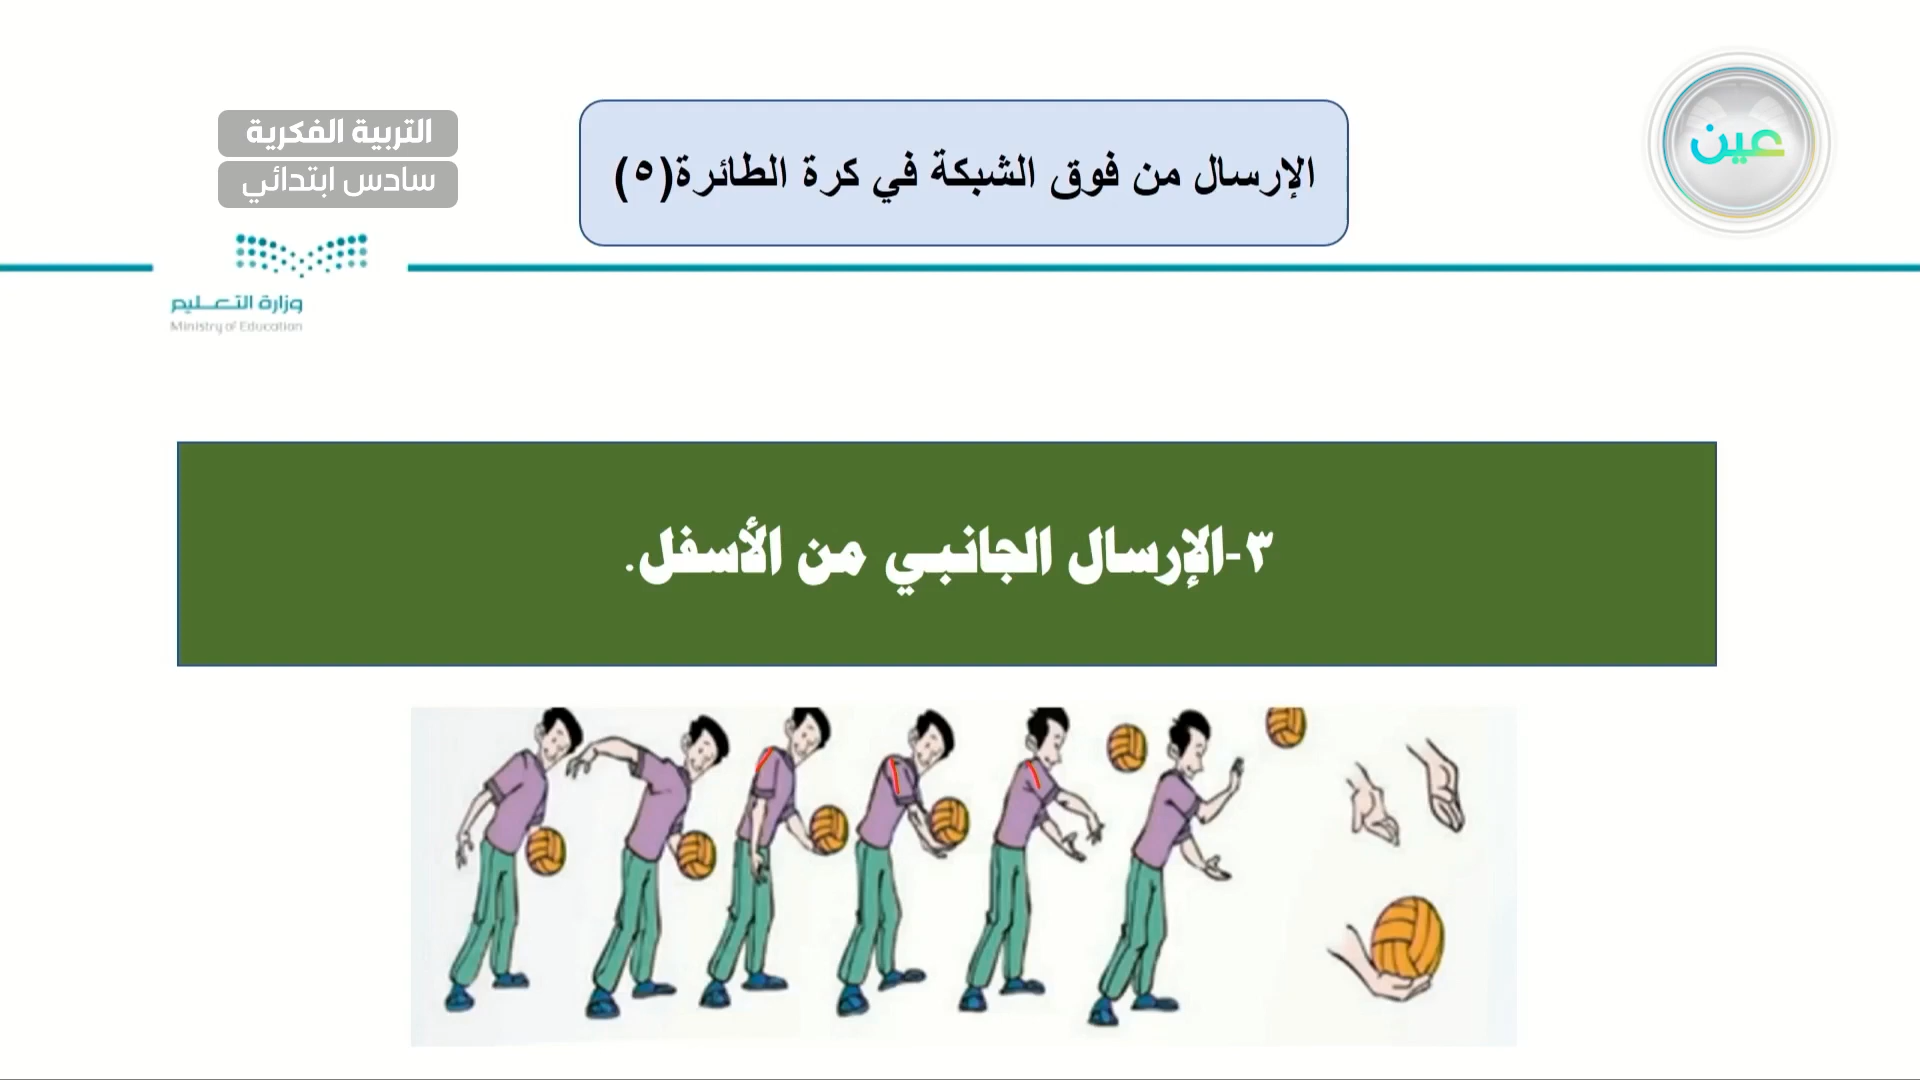 عين
الإرسال من فوق الشبكة في كرة الطائرة(٥)
التربية الفكرية
سادس ابتدائي
وزارة التعـليم
Ministry of Education
٣-الإرسال الجانبي من الأسفل.